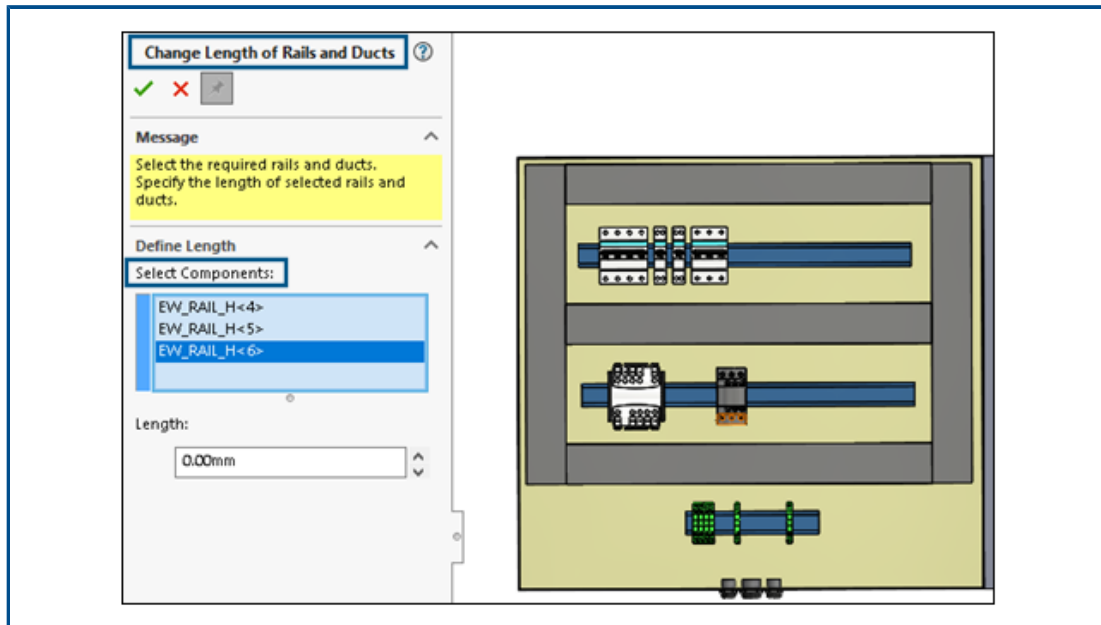 Change Length of Rails and Ducts
Message
Select the required rails and ducts.
Specify the length of selected rails and
ducts.
Define Length
Select Components:
EW_RAIL_H<4>
EW_RAIL_H<5>
EW_RAIL_H<6>
Length:
0.00mm